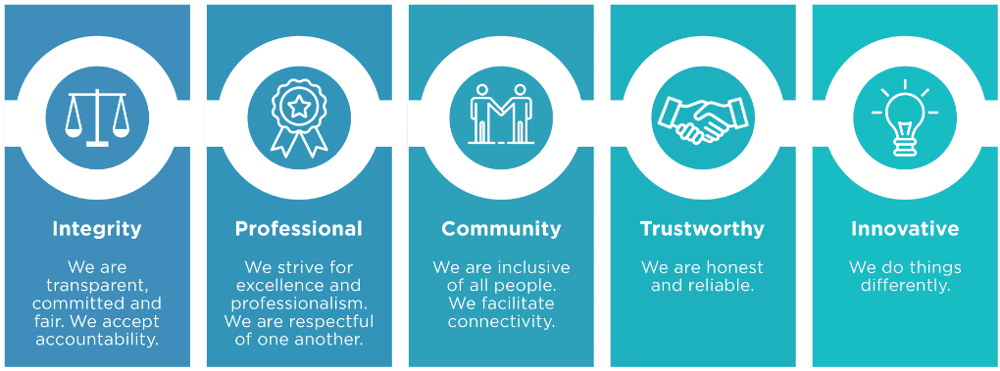 Integrity
We are
transparent,
committed and
fair. We accept
accountability.
Professional
We strive for
excellence and
professionalism.
We are respectful
of one another.
Community
We are inclusive
of all people.
We facilitate
connectivity.
Trustworthy
We are honest
and reliable.
Innovative
We do things
differently.